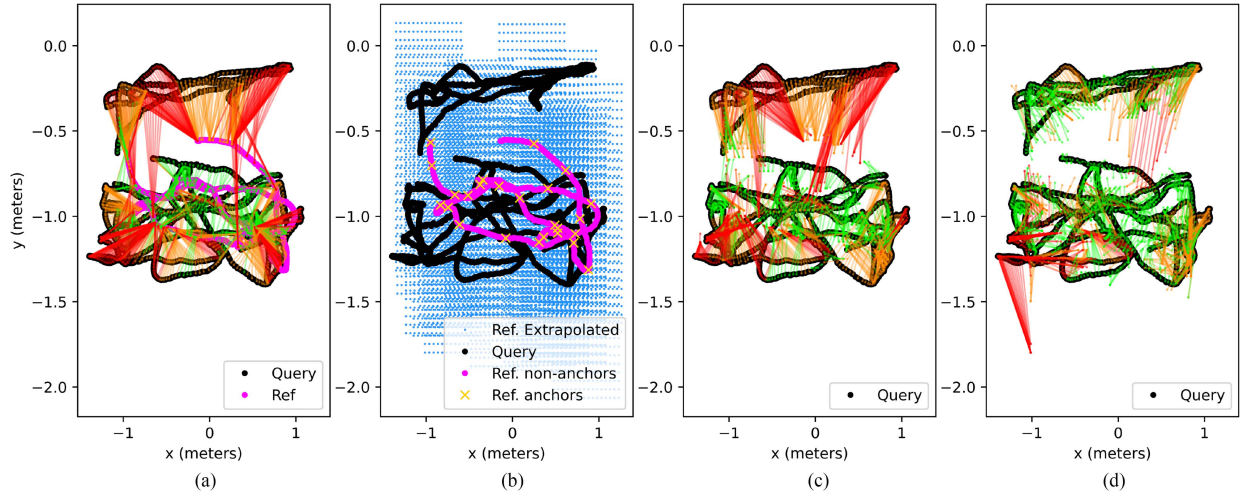 0.0
−0.5
−1.0
−1.5
−2.0
y (meters)
−1
0
1
x (meters)
Query
Ref
(a)
0.0
−0.5
−1.0
−1.5
−2.0
−1
0
1
x (meters)
Ref. Extrapolated
Query
Ref. non-anchors
Ref. anchors
(b)
0.0
−0.5
−1.0
−1.5
−2.0
−1
0
1
x (meters)
Query
(c)
0.0
−0.5
−1.0
−1.5
−2.0
−1
0
1
x (meters)
Query
(d)